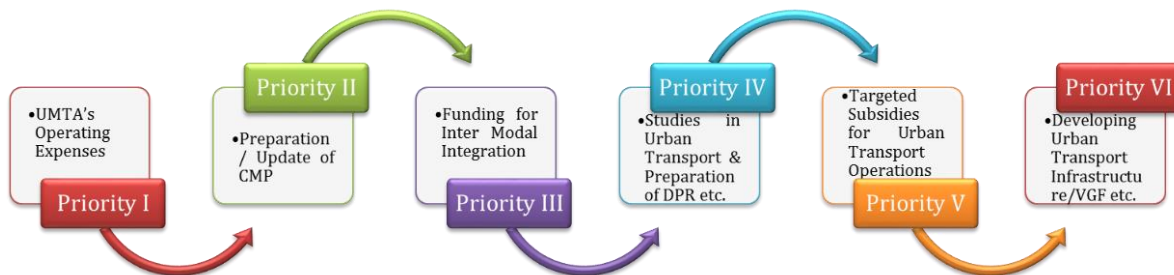 •UMTA's
Operating
Expenses
Priority I
Priority II
•Preparation
/ Update of
CMP
•Funding for
Inter Modal
Integration
Priority III
Priority IV
•Studies in
Urban
Transport &
Preparation
of DPR etc.
•Targeted
Subsidies
for Urban
Transport
Operations
Priority V
Priority VI
•Developing
Urban
Transport
Infrastructu
re/VGF etc.